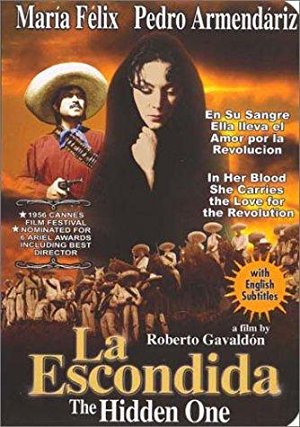 María Félix Pedro Armendáriz
En Su Sangre
Ella lleva el
Amor por la
Revolucion
In Her Blood
She Carries
the Love for
the Revolution
★ 1956 CANNES
FILM FESTIVAL
★ NOMINATED FOR
6 ARIEL AWARDS
INCLUDING BEST
DIRECTOR
with
English
Subtitles
a film by
Roberto Gavaldón
La
Escondida
The Hidden One